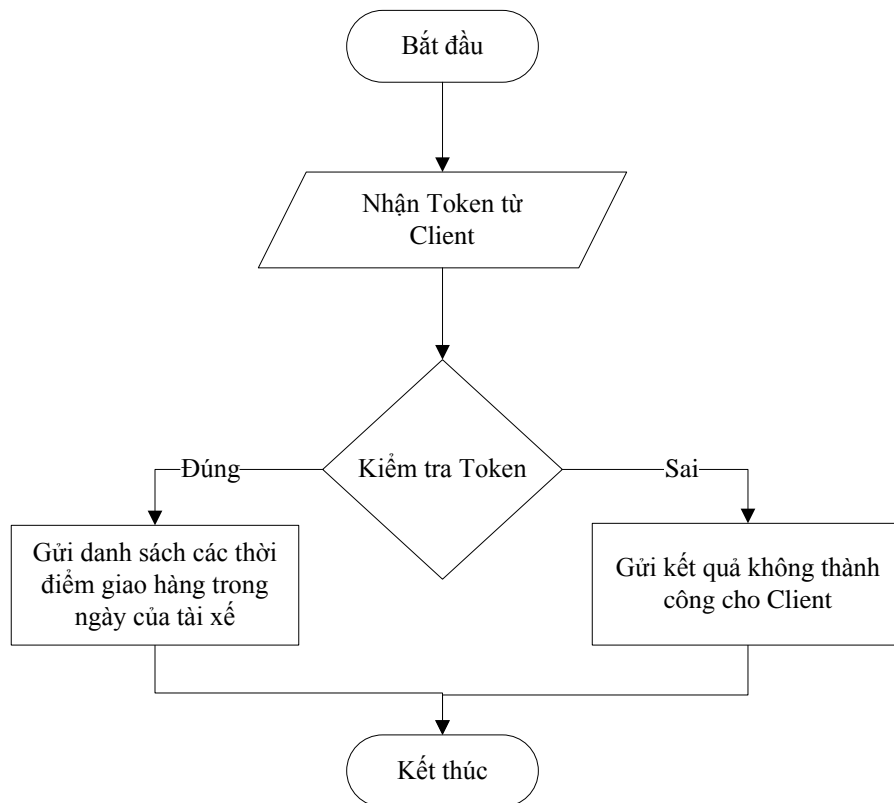 Bắt đầu
Nhận Token từ
Client
Kiểm tra Token
Đúng
Sai
Gửi danh sách các thời
điểm giao hàng trong
ngày của tài xế
Gửi kết quả không thành
công cho Client
Kết thúc